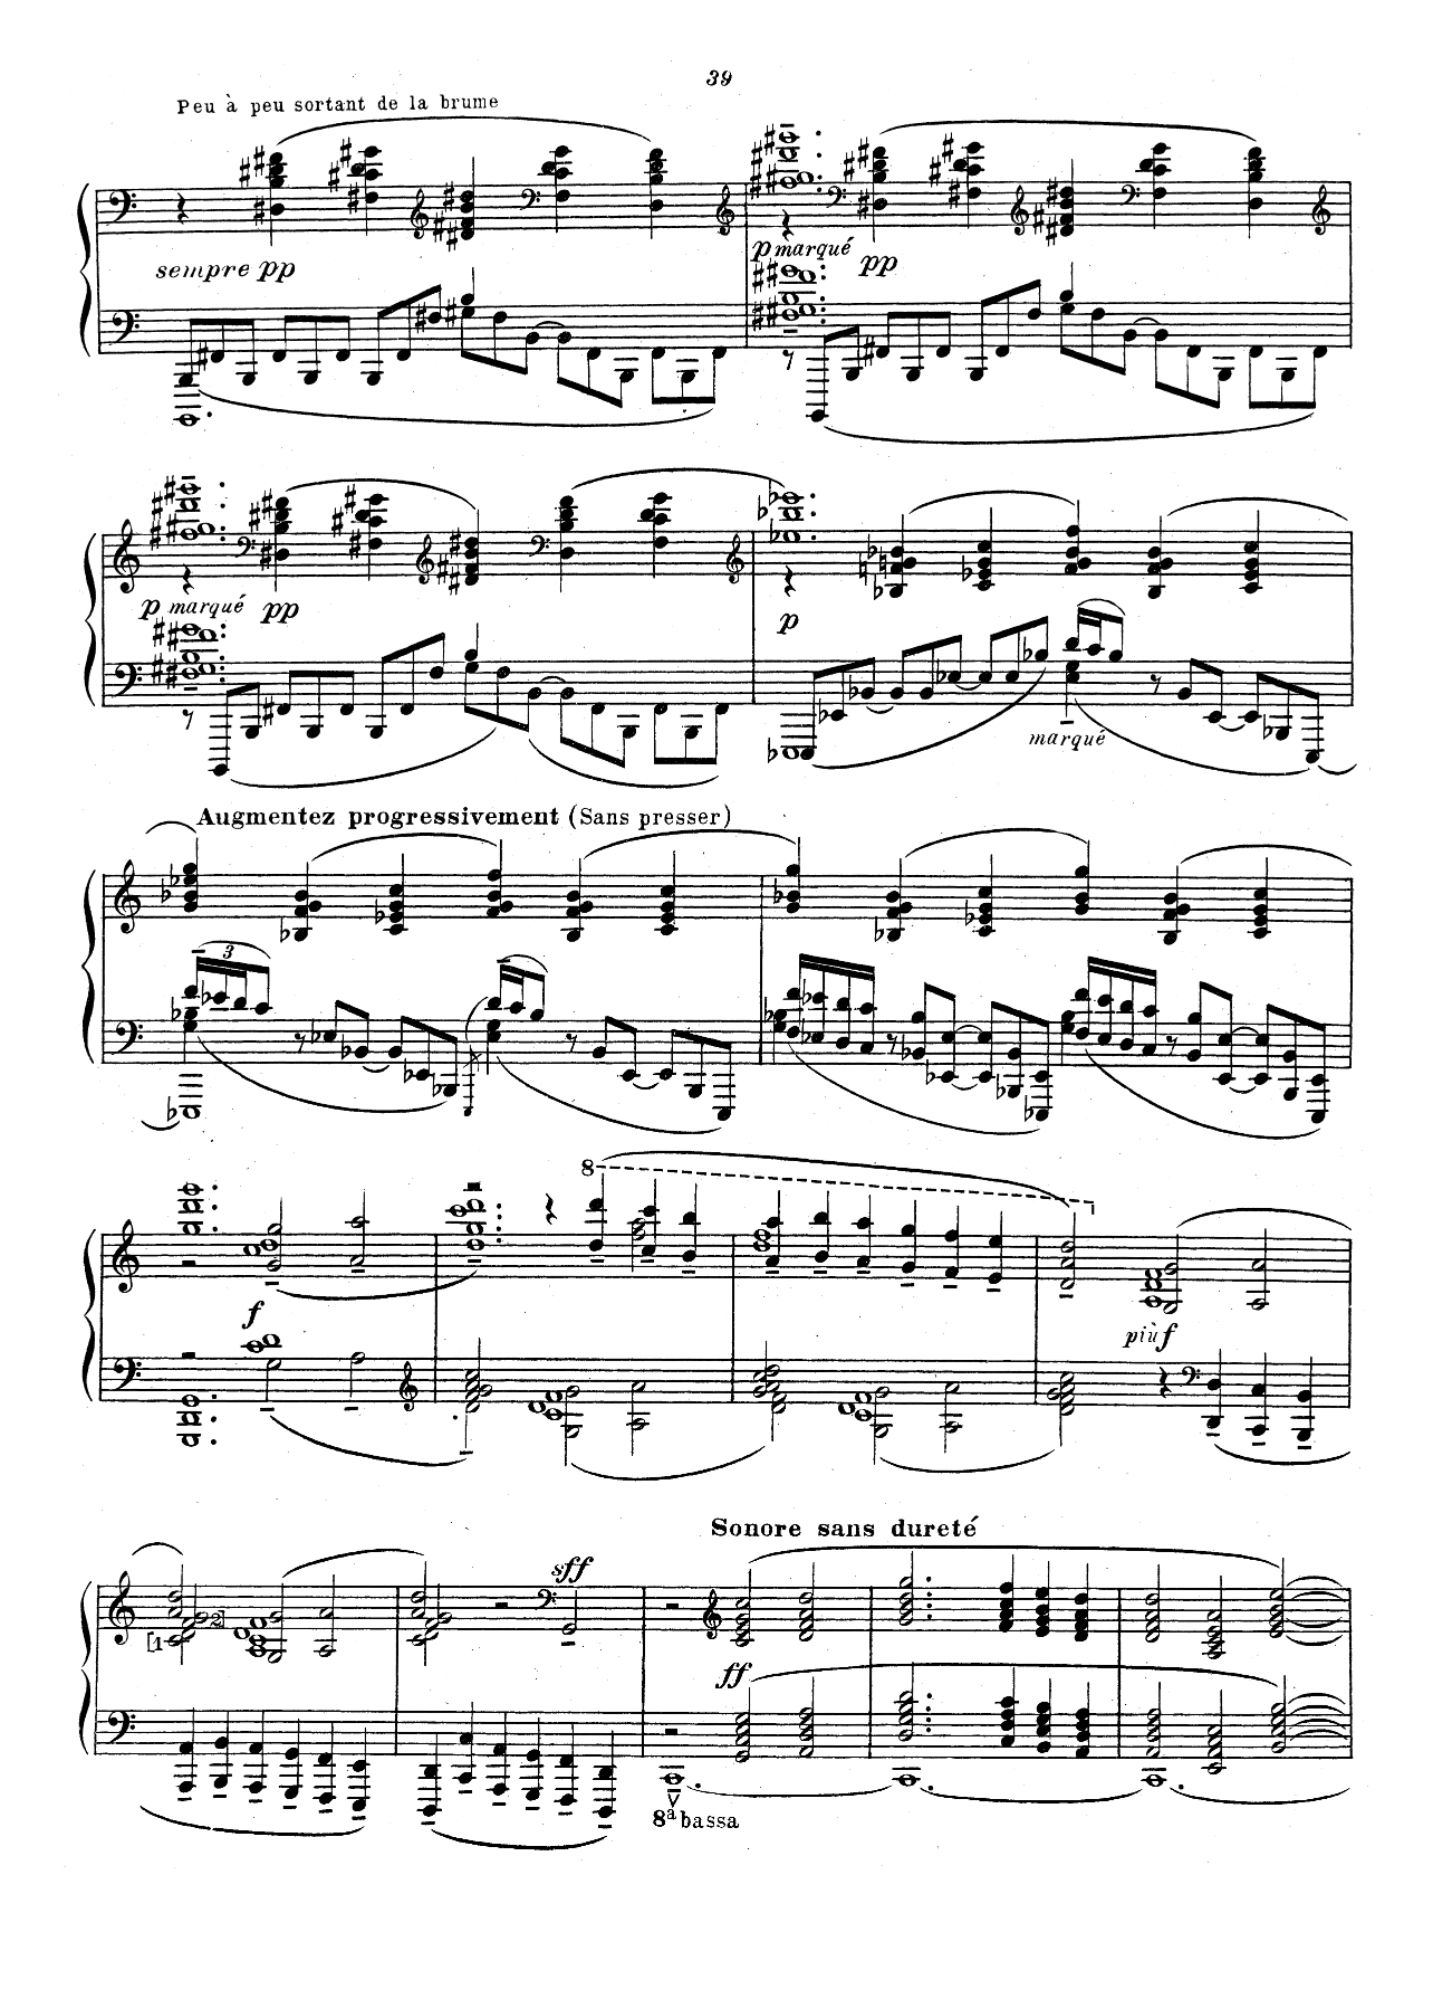 39
Peu à peu sortant de la brume
sempre pp
p marqué
pp
p marqué pp
p
marqué
Augmentez progressivement (Sans presser)
3
8
f
più f
sff
2
1
Sonore sans dureté
ff
8ª bassa